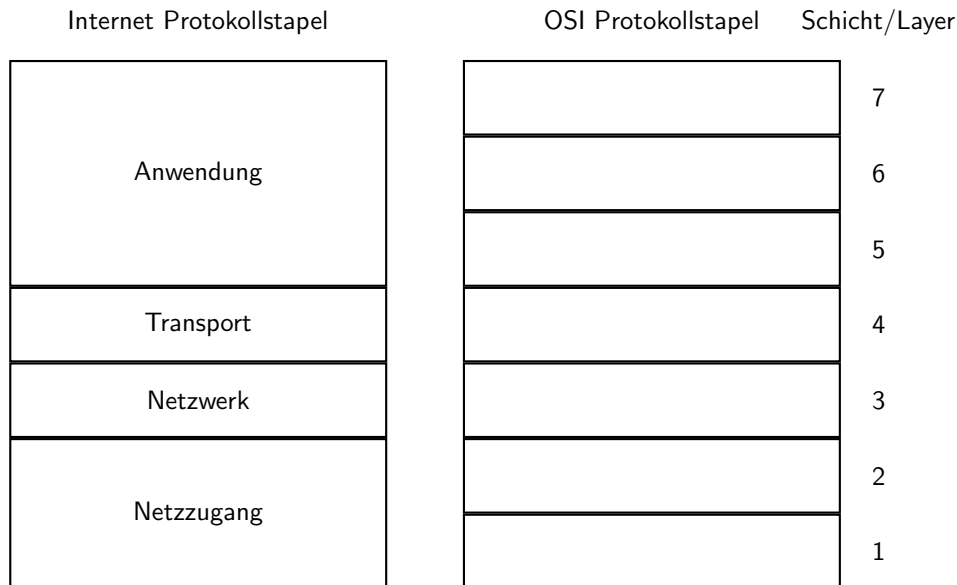 Internet Protokollstapel
OSI Protokollstapel
Schicht/Layer
7
Anwendung
6
5
Transport
4
Netzwerk
3
2
Netzzugang
1